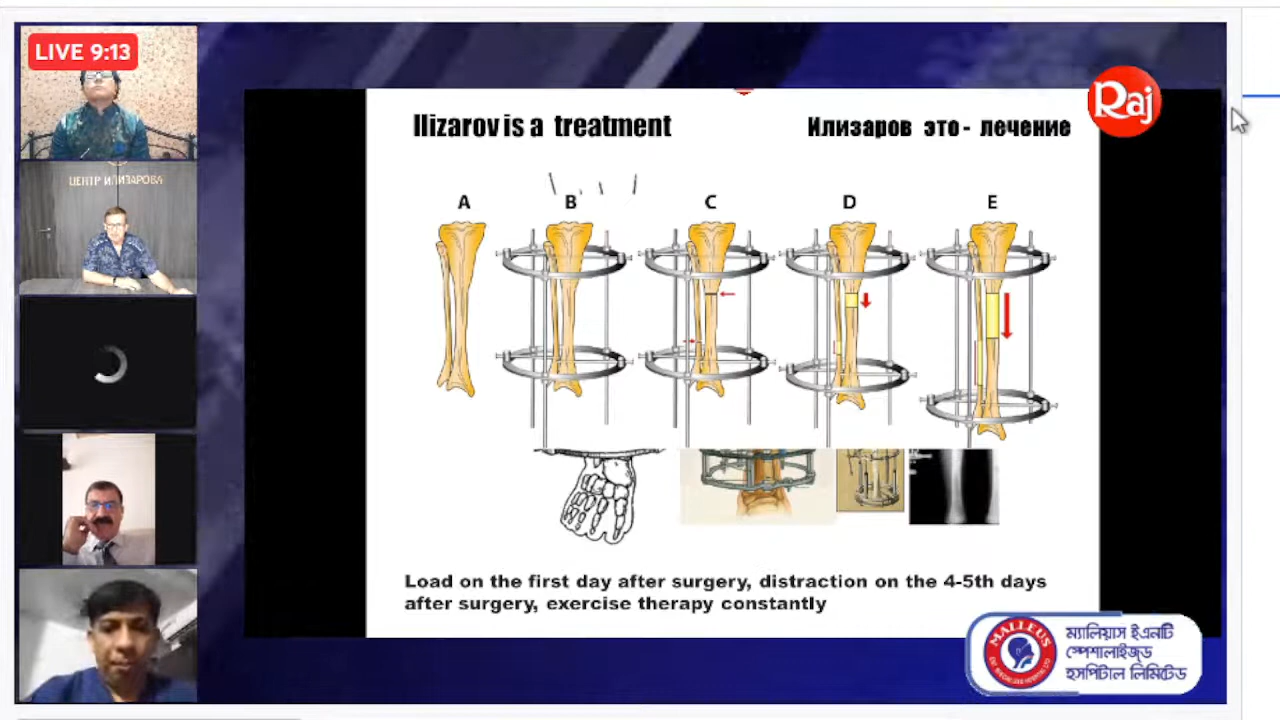 LIVE 9:13
ЦЕНТР ИЛИЗАРОВА
Raj
Ilizarov is a treatment
Илизаров это - лечение
A B C D E
Load on the first day after surgery, distraction on the 4-5th days
after surgery, exercise therapy constantly
MALLEUS
ম্যালিয়াস ইএনটি
স্পেশালাইজ্ড
হসপিটাল লিমিটেড